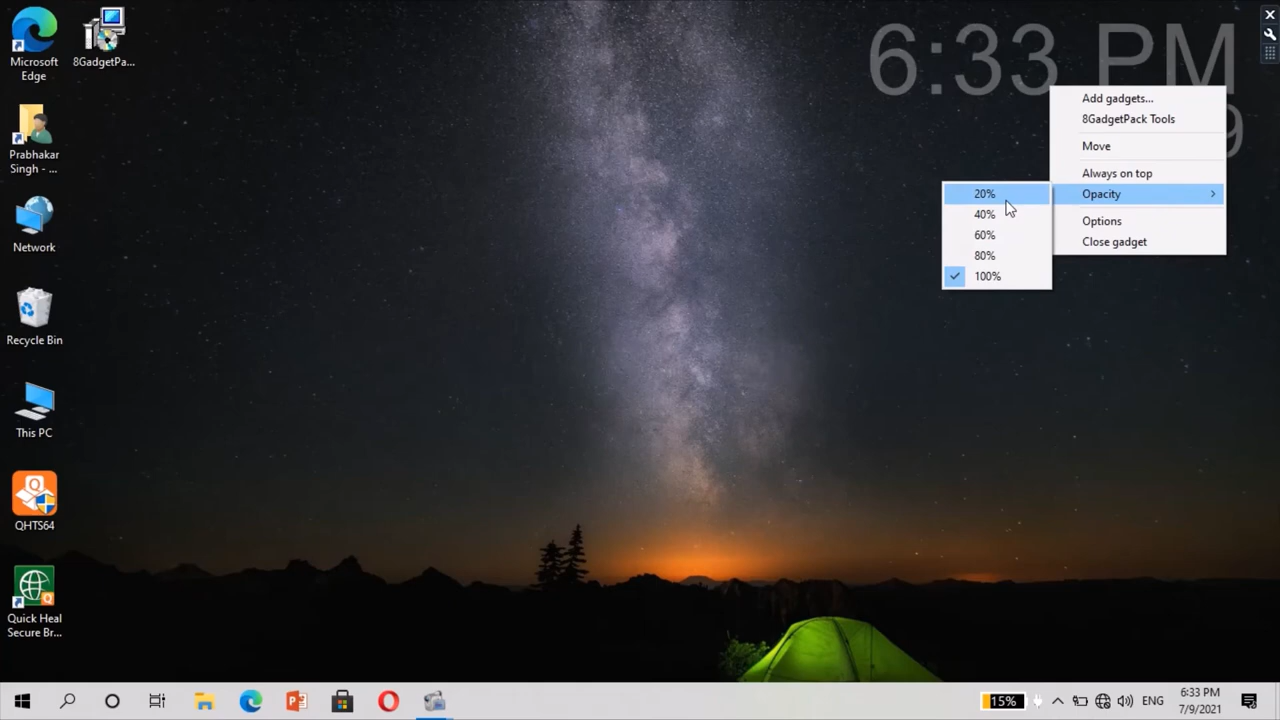 Microsoft
Edge
8GadgetPa...
Prabhakar
Singh - ...
Network
Recycle Bin
This PC
QHTS64
Quick Heal
Secure Br...
6:33 PM
9
Add gadgets...
8GadgetPack Tools
Move
Always on top
Opacity
Options
Close gadget
20%
40%
60%
80%
100%
15%
ENG
6:33 PM
7/9/2021